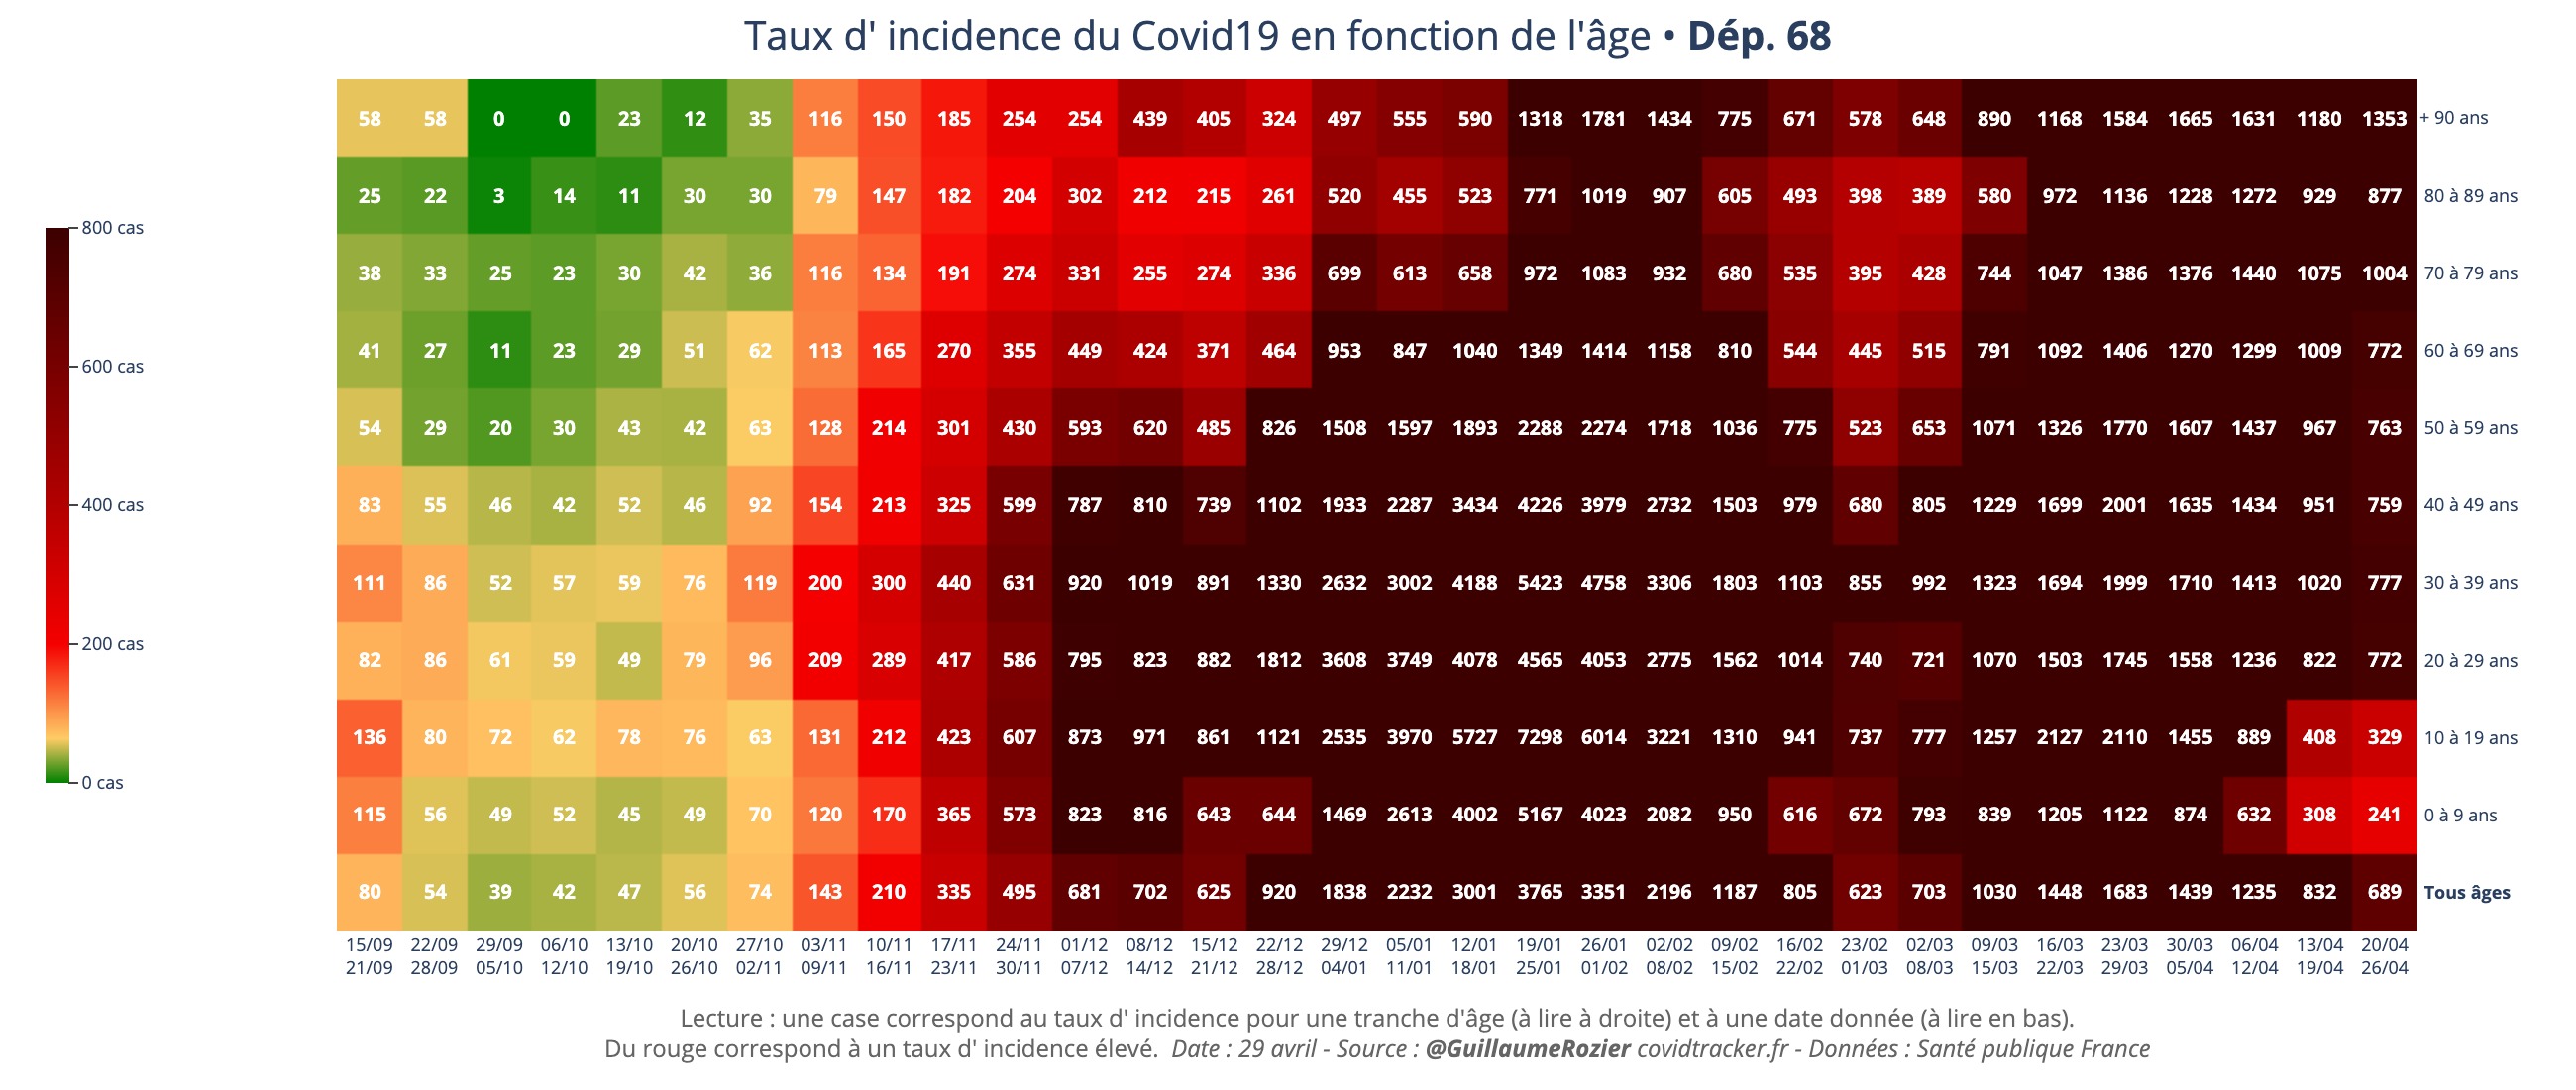 Taux d' incidence du Covid19 en fonction de l'âge • Dép. 68
800 cas
600 cas
400 cas
200 cas
0 cas
58 58 0 0 23 12 35 116 150 185 254 254 439 405 324 497 555 590 1318 1781 1434 775 671 578 648 890 1168 1584 1665 1631 1180 1353 + 90 ans
25 22 3 14 11 30 30 79 147 182 204 302 212 215 261 520 455 523 771 1019 907 605 493 398 389 580 972 1136 1228 1272 929 877 80 à 89 ans
38 33 25 23 30 42 36 116 134 191 274 331 255 274 336 699 613 658 972 1083 932 680 535 395 428 744 1047 1386 1376 1440 1075 1004 70 à 79 ans
41 27 11 23 29 51 62 113 165 270 355 449 424 371 464 953 847 1040 1349 1414 1158 810 544 445 515 791 1092 1406 1270 1299 1009 772 60 à 69 ans
54 29 20 30 43 42 63 128 214 301 430 593 620 485 826 1508 1597 1893 2288 2274 1718 1036 775 523 653 1071 1326 1770 1607 1437 967 763 50 à 59 ans
83 55 46 42 52 46 92 154 213 325 599 787 810 739 1102 1933 2287 3434 4226 3979 2732 1503 979 680 805 1229 1699 2001 1635 1434 951 759 40 à 49 ans
111 86 52 57 59 76 119 200 300 440 631 920 1019 891 1330 2632 3002 4188 5423 4758 3306 1803 1103 855 992 1323 1694 1999 1710 1413 1020 777 30 à 39 ans
82 86 61 59 49 79 96 209 289 417 586 795 823 882 1812 3608 3749 4078 4565 4053 2775 1562 1014 740 721 1070 1503 1745 1558 1236 822 772 20 à 29 ans
136 80 72 62 78 76 63 131 212 423 607 873 971 861 1121 2535 3970 5727 7298 6014 3221 1310 941 737 777 1257 2127 2110 1455 889 408 329 10 à 19 ans
115 56 49 52 45 49 70 120 170 365 573 823 816 643 644 1469 2613 4002 5167 4023 2082 950 616 672 793 839 1205 1122 874 632 308 241 0 à 9 ans
80 54 39 42 47 56 74 143 210 335 495 681 702 625 920 1838 2232 3001 3765 3351 2196 1187 805 623 703 1030 1448 1683 1439 1235 832 689 Tous âges
15/09 22/09 29/09 06/10 13/10 20/10 27/10 03/11 10/11 17/11 24/11 01/12 08/12 15/12 22/12 29/12 05/01 12/01 19/01 26/01 02/02 09/02 16/02 23/02 02/03 09/03 16/03 23/03 30/03 06/04 13/04 20/04
21/09 28/09 05/10 12/10 19/10 26/10 02/11 09/11 16/11 23/11 30/11 07/12 14/12 21/12 28/12 04/01 11/01 18/01 25/01 01/02 08/02 15/02 22/02 01/03 08/03 15/03 22/03 29/03 05/04 12/04 19/04 26/04
Lecture : une case correspond au taux d' incidence pour une tranche d'âge (à lire à droite) et à une date donnée (à lire en bas).
Du rouge correspond à un taux d' incidence élevé. Date : 29 avril - Source : @GuillaumeRozier covidtracker.fr - Données : Santé publique France